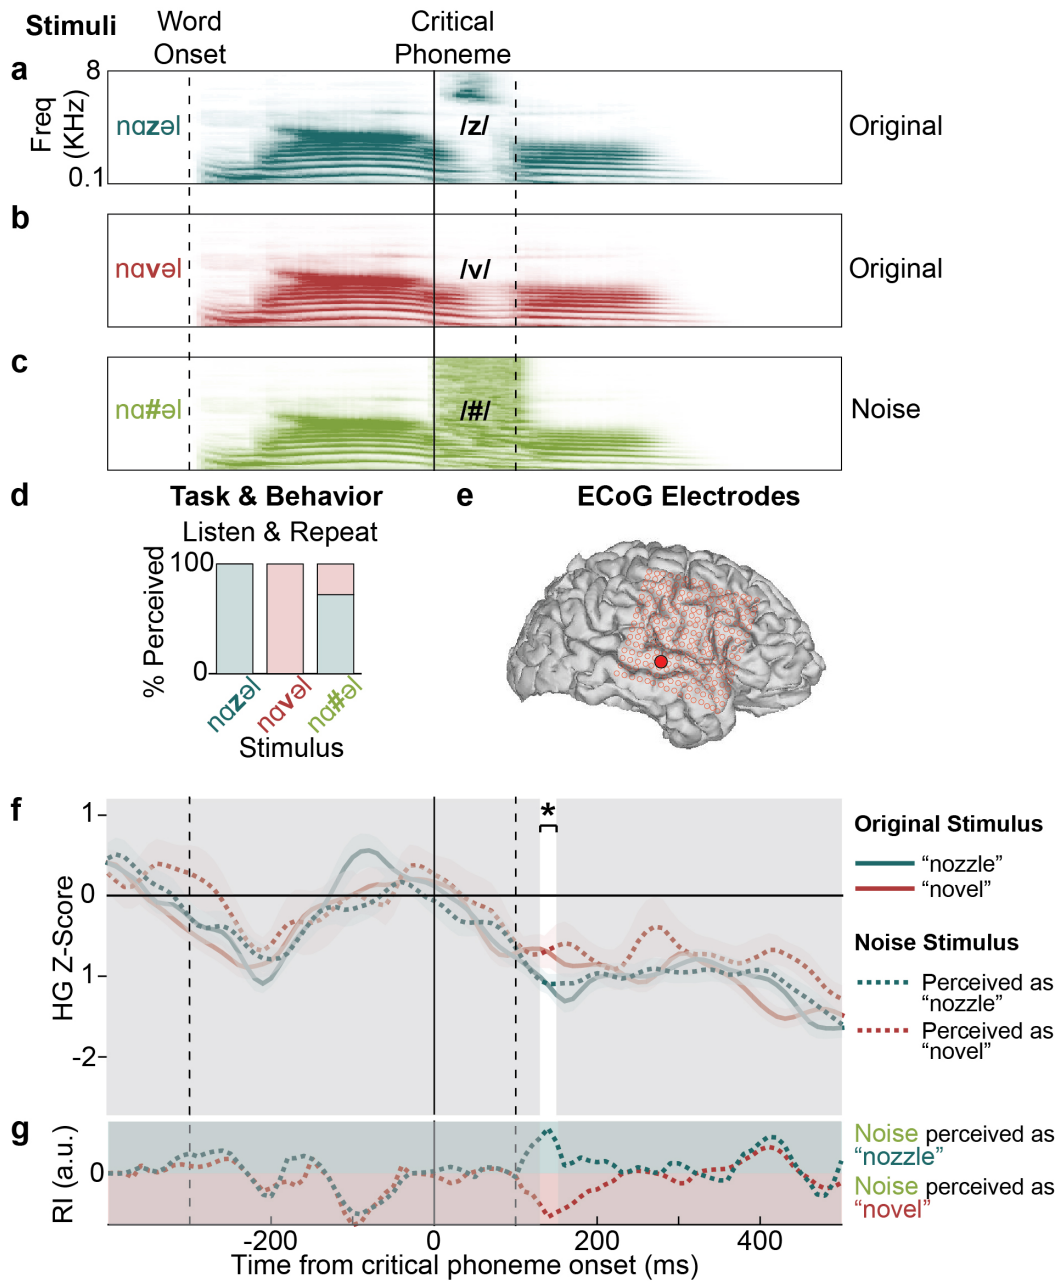 Stimuli
Word
Onset
Critical
Phoneme
a
8
Freq
(KHz)
0.1
nɑzəl
/z/
Original
b
nɑvəl
/v/
Original
c
nɑ#əl
/#/
Noise
d
Task & Behavior
Listen & Repeat
% Perceived
100
0
nɑzəl
nɑvəl
nɑ#əl
Stimulus
e
ECoG Electrodes
f
HG Z-Score
1
0
1
-2
*
Original Stimulus
“nozzle”
“novel”
Noise Stimulus
Perceived as
“nozzle”
Perceived as
“novel”
g
RI (a.u.)
0
Noise perceived as
“nozzle”
Noise perceived as
“novel”
-200 0 200 400
Time from critical phoneme onset (ms)